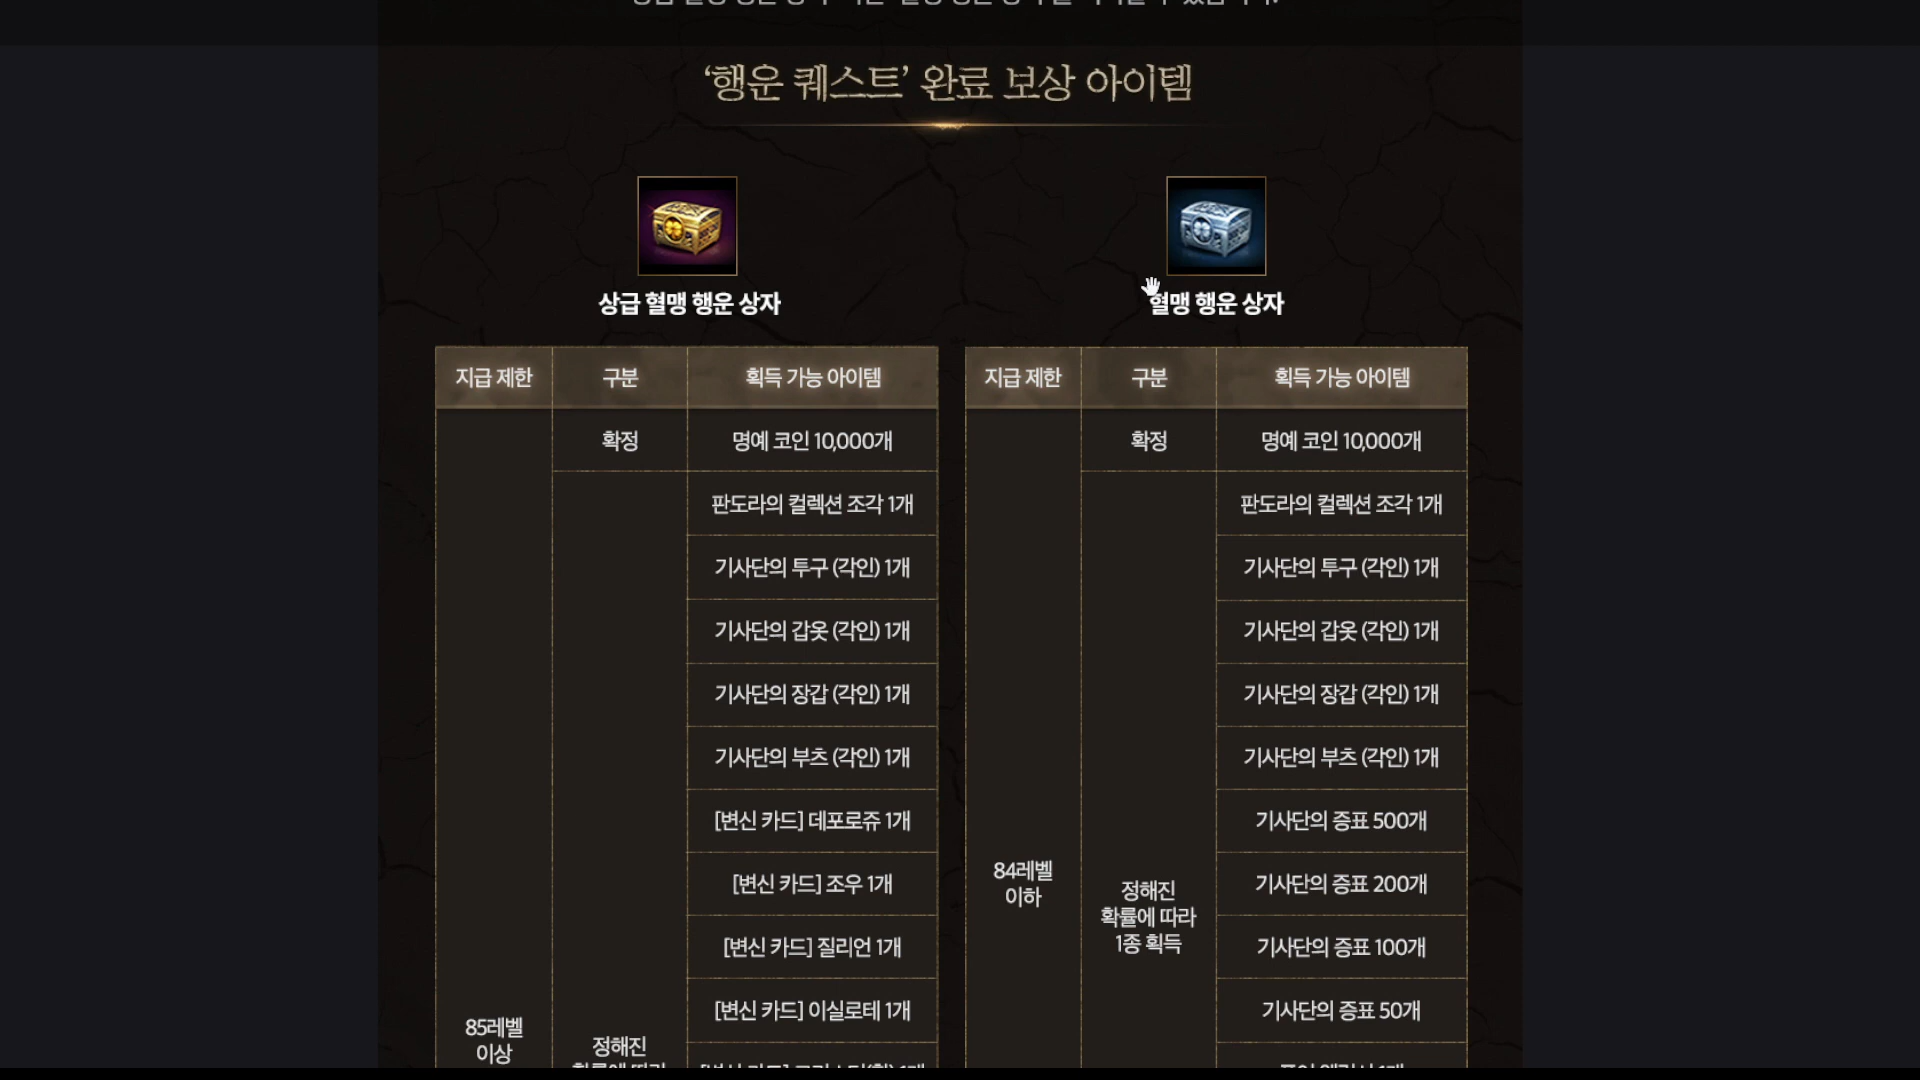 ‘행운 퀘스트’ 완료 보상 아이템
상급 혈맹 행운 상자
지급 제한 구분 획득 가능 아이템
확정 명예 코인 10,000개
판도라의 컬렉션 조각 1개
기사단의 투구 (각인) 1개
기사단의 갑옷 (각인) 1개
기사단의 장갑 (각인) 1개
기사단의 부츠 (각인) 1개
[변신 카드] 데포로쥬 1개
[변신 카드] 조우 1개
[변신 카드] 질리언 1개
[변신 카드] 이실로테 1개
85레벨
이상
정해진
혈맹 행운 상자
지급 제한 구분 획득 가능 아이템
확정 명예 코인 10,000개
판도라의 컬렉션 조각 1개
기사단의 투구 (각인) 1개
기사단의 갑옷 (각인) 1개
기사단의 장갑 (각인) 1개
기사단의 부츠 (각인) 1개
기사단의 증표 500개
기사단의 증표 200개
기사단의 증표 100개
기사단의 증표 50개
84레벨
이하
정해진
확률에 따라
1종 획득